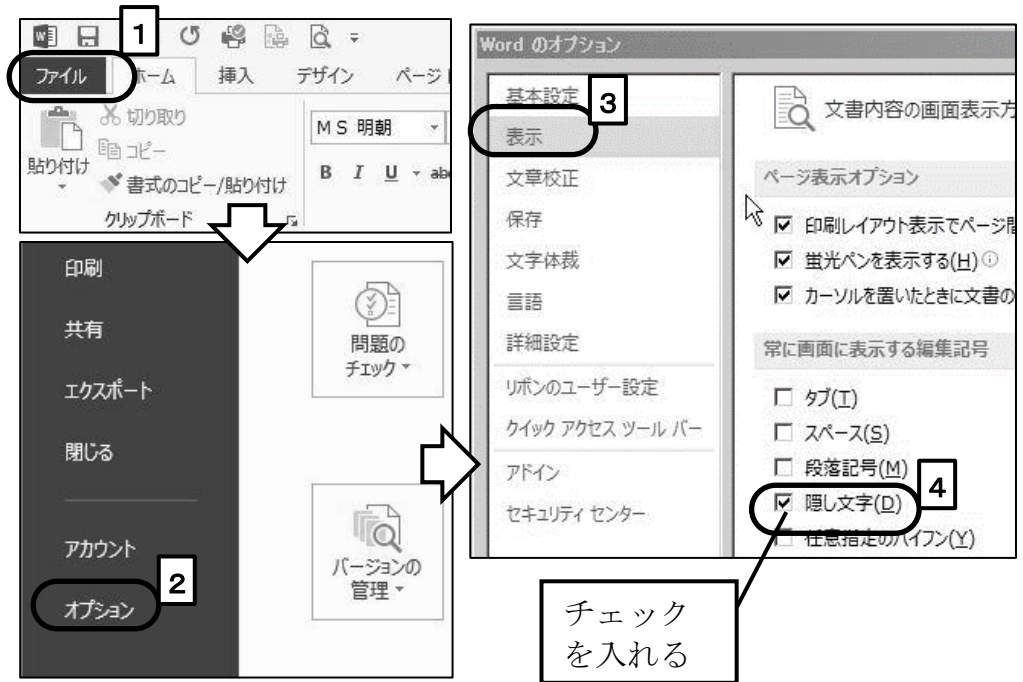 1
ファイル
ホーム
挿入
デザイン
ページ
貼り付け
切り取り
コピー
書式のコピー/貼り付け
クリップボード
ＭＳ 明朝
B I U abc
印刷
共有
エクスポート
閉じる
アカウント
2
オプション
問題の
チェック
バージョンの
管理
Word のオプション
基本設定
3
表示
文章校正
保存
文字体裁
言語
詳細設定
リボンのユーザー設定
クイック アクセス ツール バー
アドイン
セキュリティ センター
文書内容の画面表示方
ページ表示オプション
印刷レイアウト表示でページ間
蛍光ペンを表示する(H)
カーソルを置いたときに文書の
常に画面に表示する編集記号
タブ(T)
スペース(S)
段落記号(M)
4
隠し文字(D)
任意指定のハイフン(Y)
チェック
を入れる